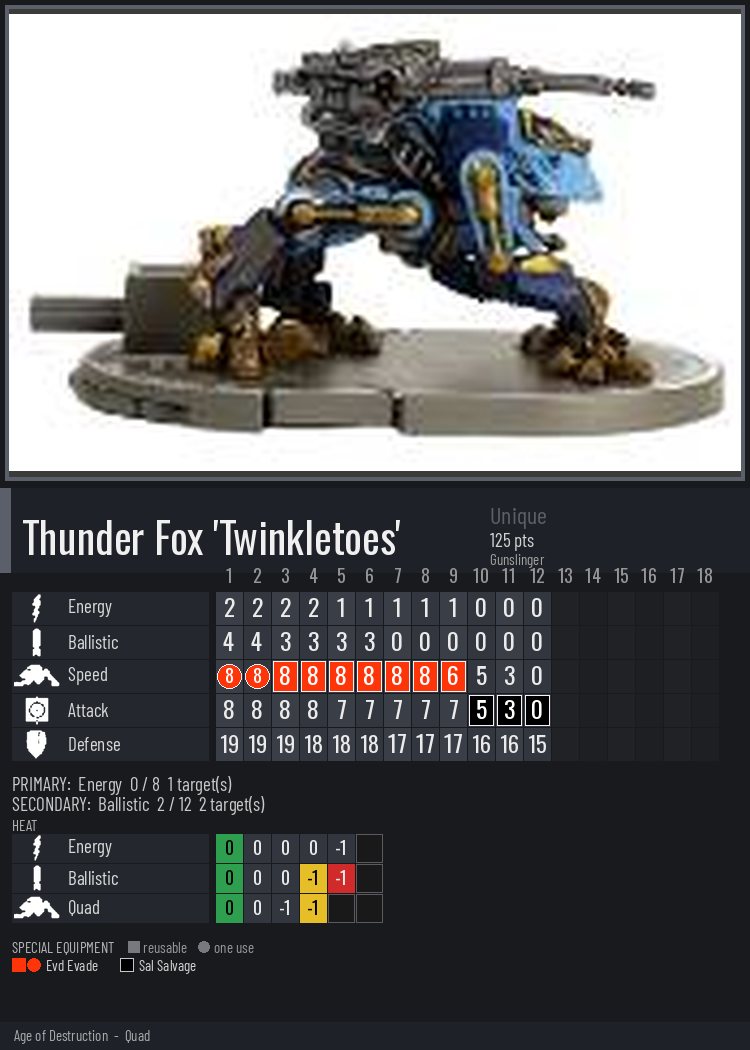 Thunder Fox 'Twinkletoes'
Unique
125 pts
Gunslinger
1 2 3 4 5 6 7 8 9 10 11 12 13 14 15 16 17 18
Energy 2 2 2 2 1 1 1 1 1 0 0 0
Ballistic 4 4 3 3 3 3 0 0 0 0 0 0
Speed 8 8 8 8 8 8 8 8 6 5 3 0
Attack 8 8 8 8 7 7 7 7 7 5 3 0
Defense 19 19 19 18 18 18 17 17 17 16 16 15
PRIMARY: Energy 0 / 8 1 target(s)
SECONDARY: Ballistic 2 / 12 2 target(s)
HEAT
Energy 0 0 0 0 -1
Ballistic 0 0 0 -1 -1
Quad 0 0 -1 -1
SPECIAL EQUIPMENT reusable one use
Evd Evade Sal Salvage
Age of Destruction - Quad